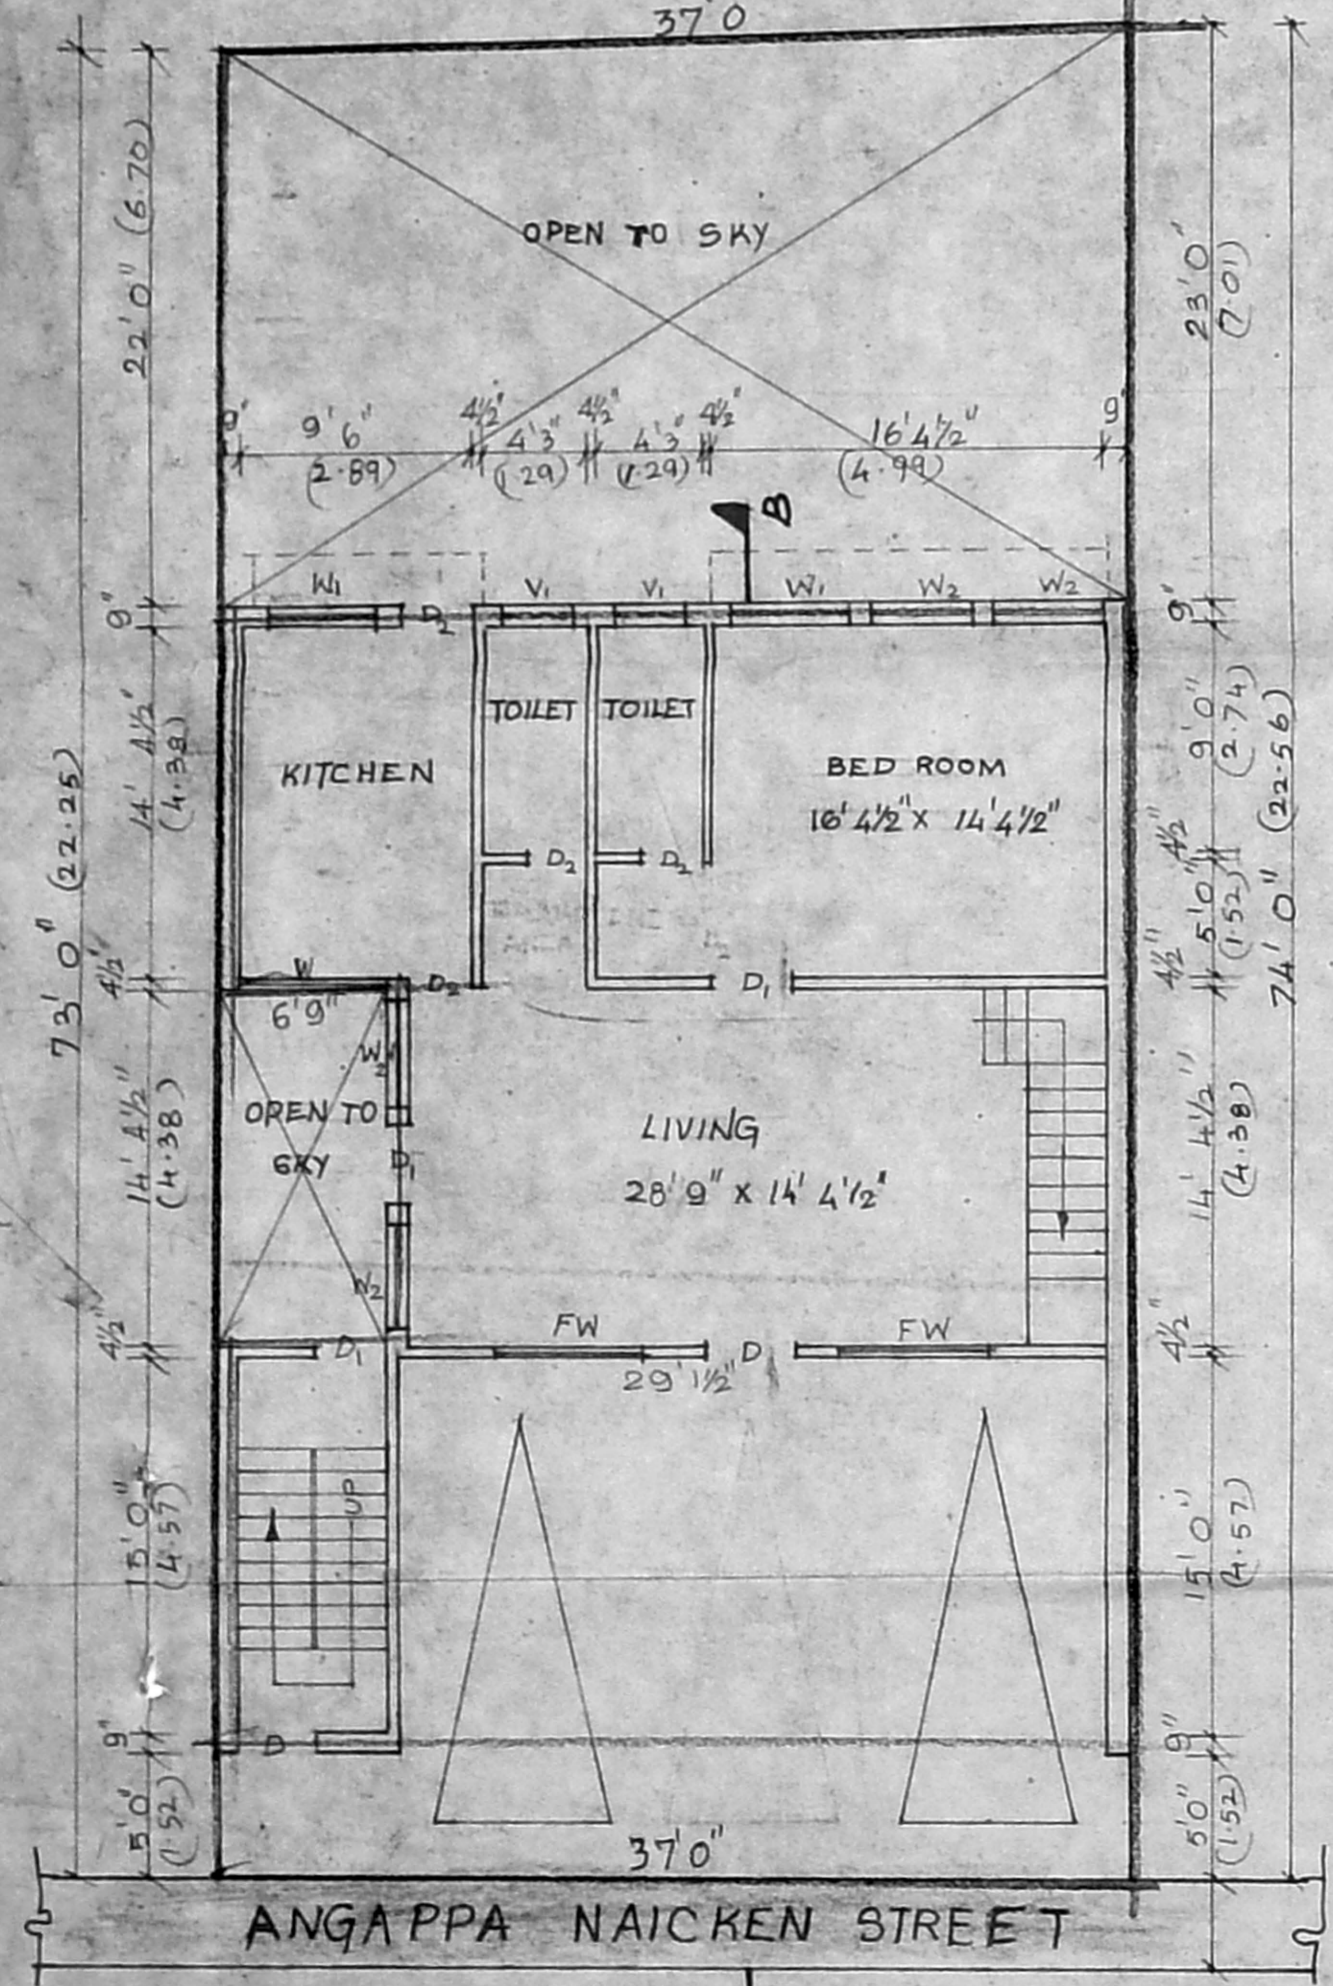 37'0
22'0" (6.70)
OPEN TO SKY
23'0"
(7.01)
9" 9'6" 4½" 4'3" 4½" 4'3" 4½" 16'4½" 9"
(2.89) (1.29) (1.29) (4.99)
B
W1 D2 V1 V1 W1 W2 W2
9"
9"
TOILET TOILET
KITCHEN
BED ROOM
16'4½" x 14'4½"
14' 4½"
(4.38)
9'0"
(2.74)
4½"
5'0"
(1.52)
4½"
D2 D2
73'0" (22.25)
74'0" (22.56)
4½"
W D2 D1
6'9"
W2
OPEN TO
SKY
D1
W2
LIVING
28'9" x 14' 4½"
14' 4½"
(4.38)
14' 4½"
(4.38)
4½"
4½"
FW FW
D1 D
29'1½"
UP
15'0"
(4.57)
15'0"
(4.57)
9"
9"
D
5'0"
(1.52)
5'0"
(1.52)
37'0"
ANGAPPA NAICKEN STREET